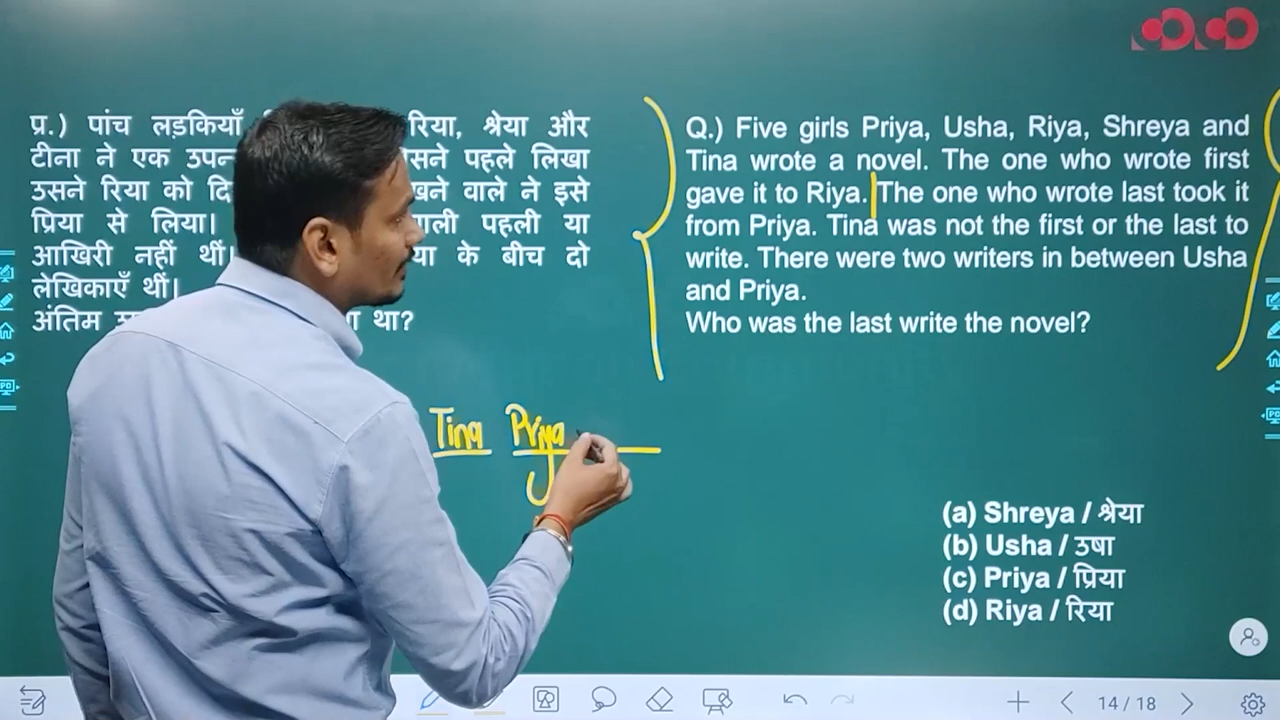 प्र.) पांच लड़कियाँ रिया, श्रेया और
टीना ने एक पहले लिखा
उसने रिया को वाले ने इसे
प्रिया से लिया। पहली या
आखिरी नहीं थीं। के बीच दो
लेखिकाएँ थीं।
अंतिम था?
Q.) Five girls Priya, Usha, Riya, Shreya and
Tina wrote a novel. The one who wrote first
gave it to Riya. The one who wrote last took it
from Priya. Tina was not the first or the last to
write. There were two writers in between Usha
and Priya.
Who was the last write the novel?
Tina Priya
(a) Shreya / श्रेया
(b) Usha / उषा
(c) Priya / प्रिया
(d) Riya / रिया
14 / 18